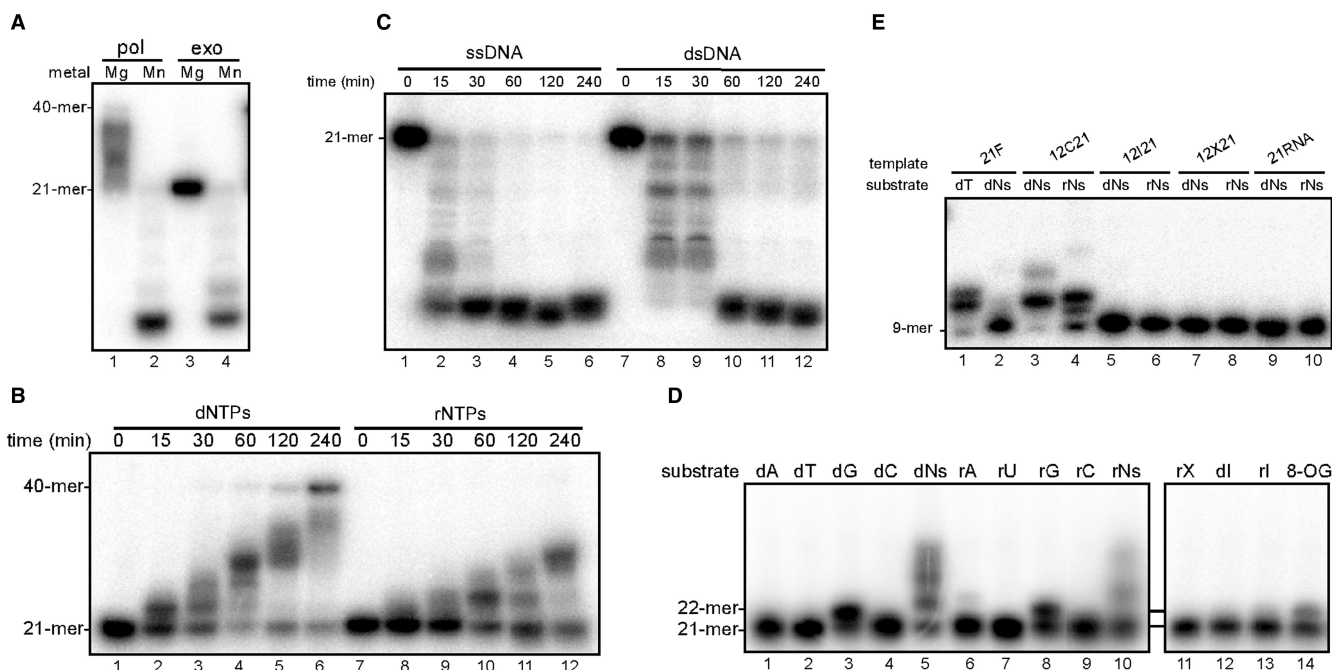 A
pol exo
metal Mg Mn Mg Mn
40-mer
21-mer
1 2 3 4
C
ssDNA dsDNA
time (min) 0 15 30 60 120 240 0 15 30 60 120 240
21-mer
1 2 3 4 5 6 7 8 9 10 11 12
E
template 21F 12C21 12I21 12X21 21RNA
substrate dT dNs dNs rNs dNs rNs dNs rNs dNs rNs
9-mer
1 2 3 4 5 6 7 8 9 10
B
dNTPs rNTPs
time (min) 0 15 30 60 120 240 0 15 30 60 120 240
40-mer
21-mer
1 2 3 4 5 6 7 8 9 10 11 12
D
substrate dA dT dG dC dNs rA rU rG rC rNs rX dI rI 8-OG
22-mer
21-mer
1 2 3 4 5 6 7 8 9 10 11 12 13 14